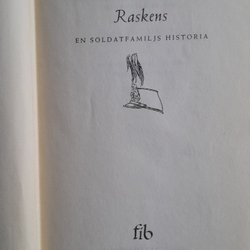 Raskens
EN SOLDATFAMILJS HISTORIA
fib